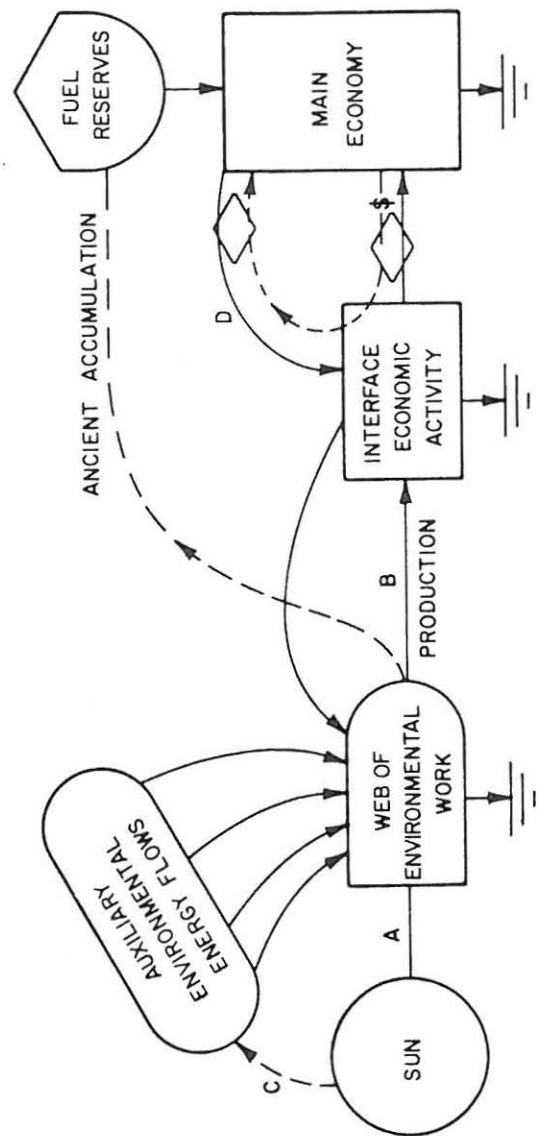 SUN
C
A
AUXILIARY
ENVIRONMENTAL
ENERGY FLOWS
WEB OF
ENVIRONMENTAL
WORK
B
PRODUCTION
ANCIENT ACCUMULATION
INTERFACE
ECONOMIC
ACTIVITY
D
$
FUEL
RESERVES
MAIN
ECONOMY